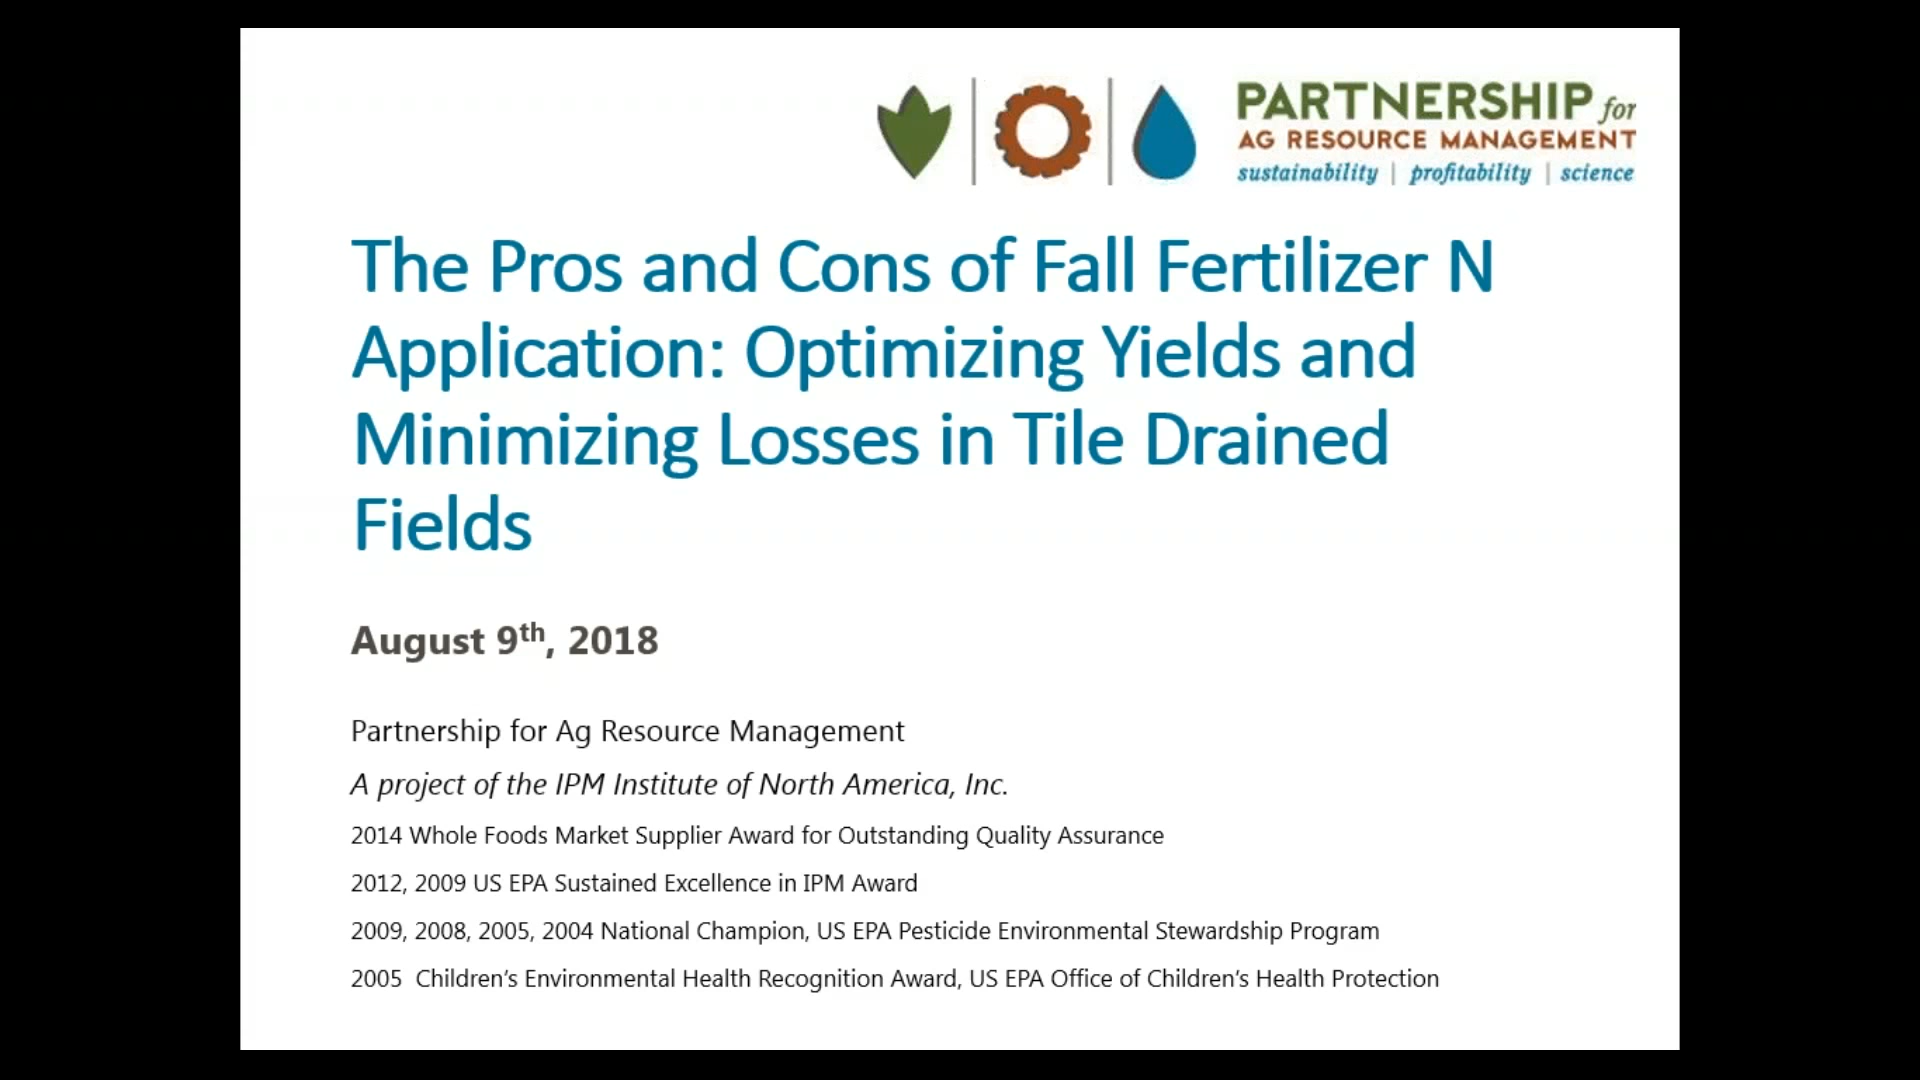 PARTNERSHIP for
AG RESOURCE MANAGEMENT
sustainability | profitability | science
The Pros and Cons of Fall Fertilizer N
Application: Optimizing Yields and
Minimizing Losses in Tile Drained
Fields
August 9th, 2018
Partnership for Ag Resource Management
A project of the IPM Institute of North America, Inc.
2014 Whole Foods Market Supplier Award for Outstanding Quality Assurance
2012, 2009 US EPA Sustained Excellence in IPM Award
2009, 2008, 2005, 2004 National Champion, US EPA Pesticide Environmental Stewardship Program
2005  Children’s Environmental Health Recognition Award, US EPA Office of Children’s Health Protection